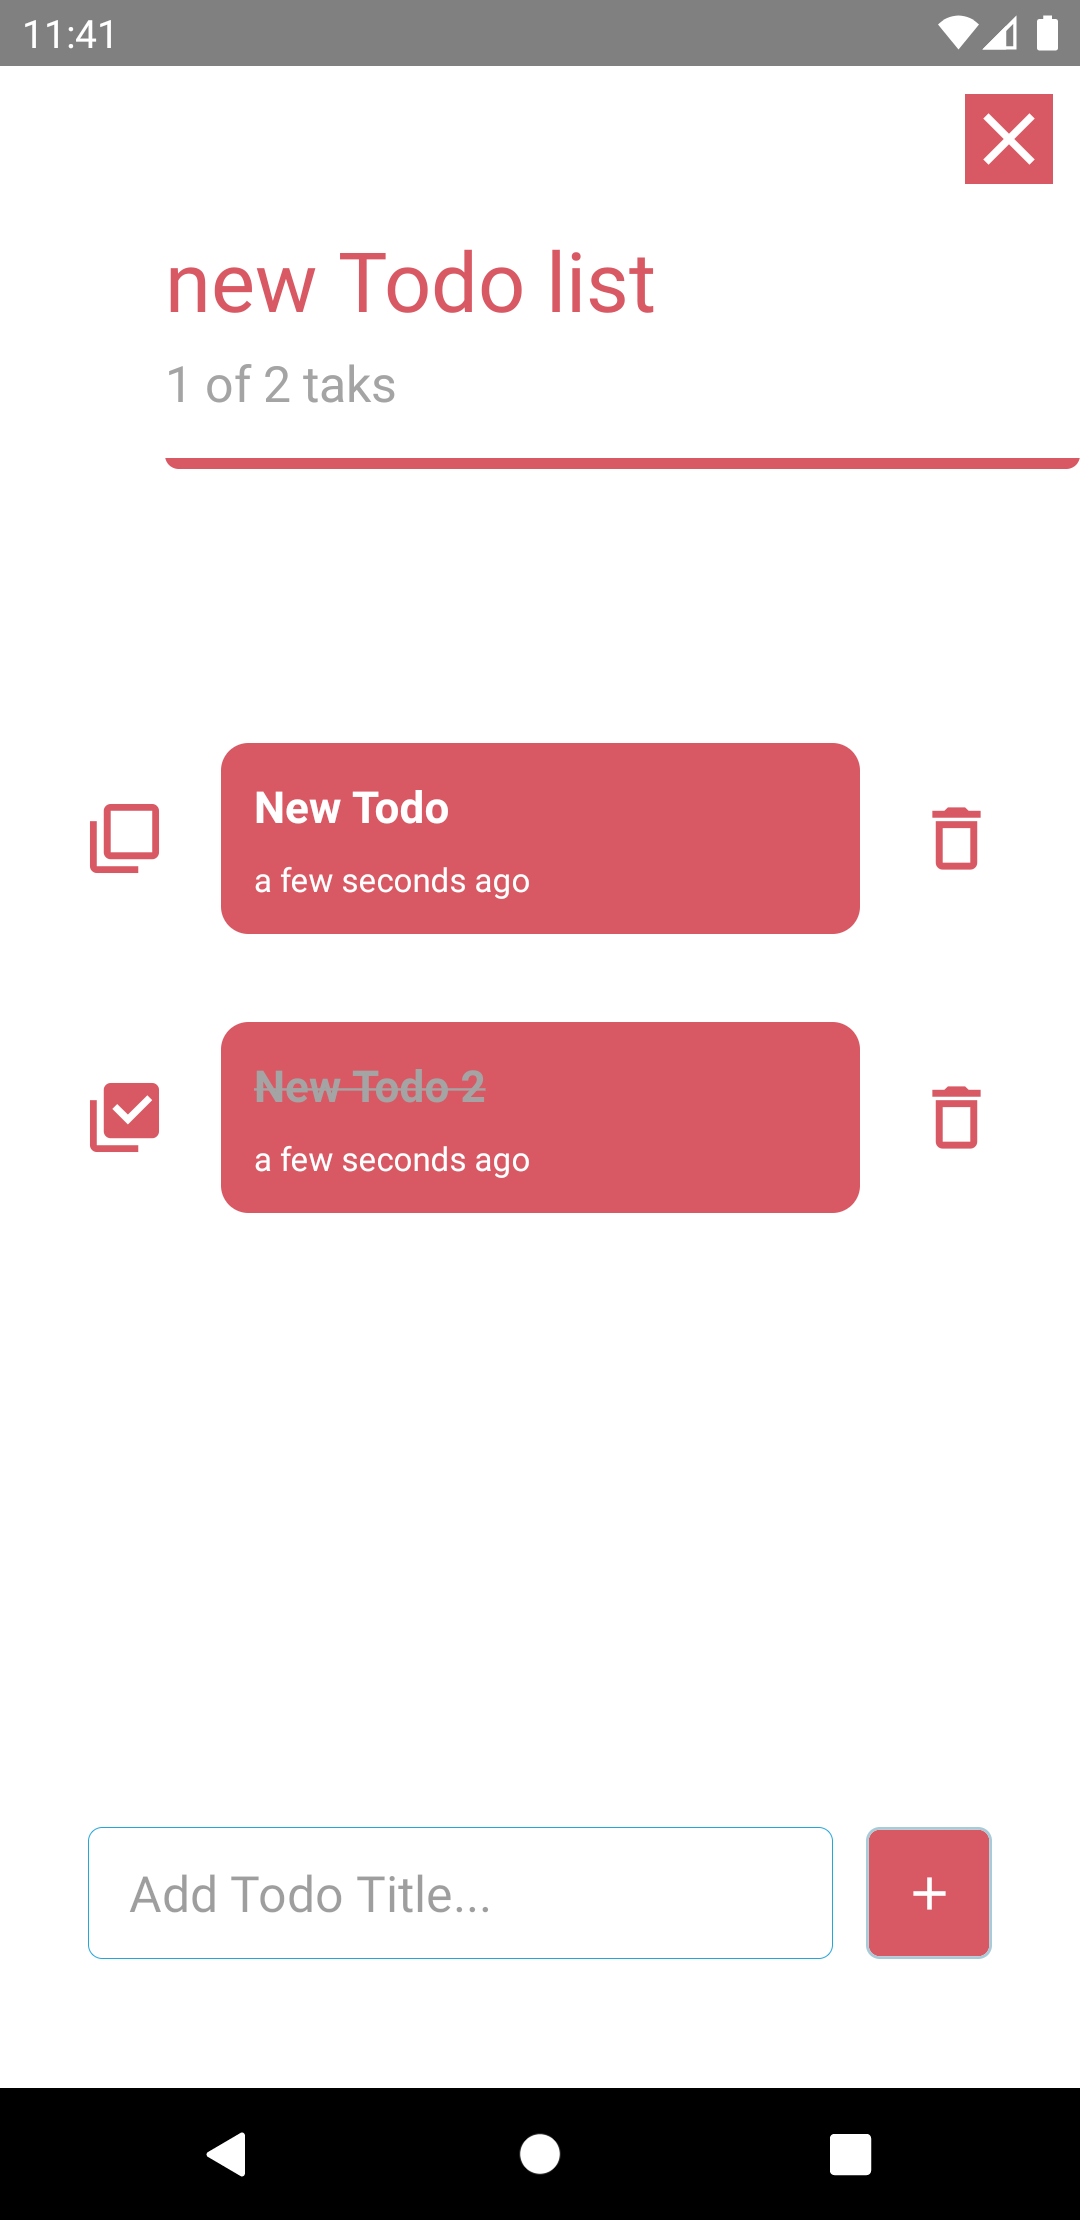 11:41
new Todo list
1 of 2 taks
New Todo
a few seconds ago
New Todo 2
a few seconds ago
Add Todo Title...